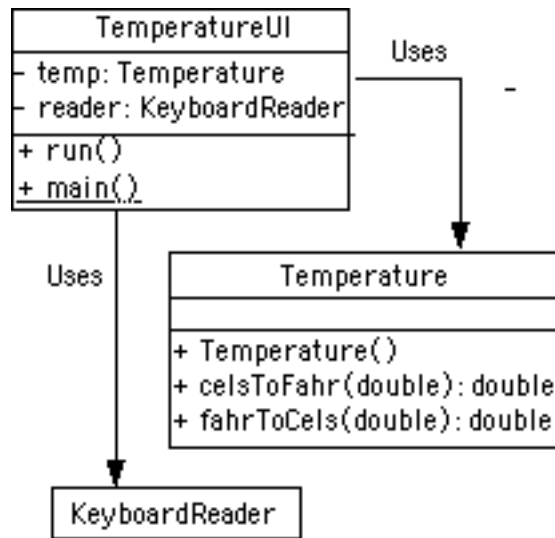 TemperatureUI
- temp: Temperature
- reader: KeyboardReader
+ run()
+ main()
Uses
-
Uses
Temperature
+ Temperature()
+ celsToFahr(double): double
+ fahrToCels(double): double
KeyboardReader